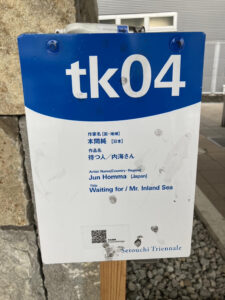 tk04
作家名 [国・地域]
本間純 [日本]
作品名
持つ人／内海さん
Artist Name [Country・Region]
Jun Homma [Japan]
Title
Waiting for / Mr. Inland Sea
Setouchi Triennale